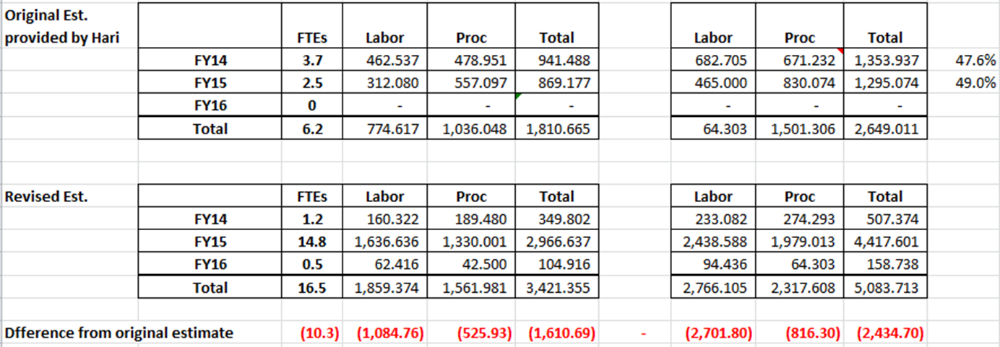 Original Est.
provided by Hari FTEs Labor Proc Total Labor Proc Total
FY14 3.7 462.537 478.951 941.488 682.705 671.232 1,353.937 47.6%
FY15 2.5 312.080 557.097 869.177 465.000 830.074 1,295.074 49.0%
FY16 0 - - - - - -
Total 6.2 774.617 1,036.048 1,810.665 64.303 1,501.306 2,649.011
Revised Est. FTEs Labor Proc Total Labor Proc Total
FY14 1.2 160.322 189.480 349.802 233.082 274.293 507.374
FY15 14.8 1,636.636 1,330.001 2,966.637 2,438.588 1,979.013 4,417.601
FY16 0.5 62.416 42.500 104.916 94.436 64.303 158.738
Total 16.5 1,859.374 1,561.981 3,421.355 2,766.105 2,317.608 5,083.713
Dfference from original estimate (10.3) (1,084.76) (525.93) (1,610.69) - (2,701.80) (816.30) (2,434.70)